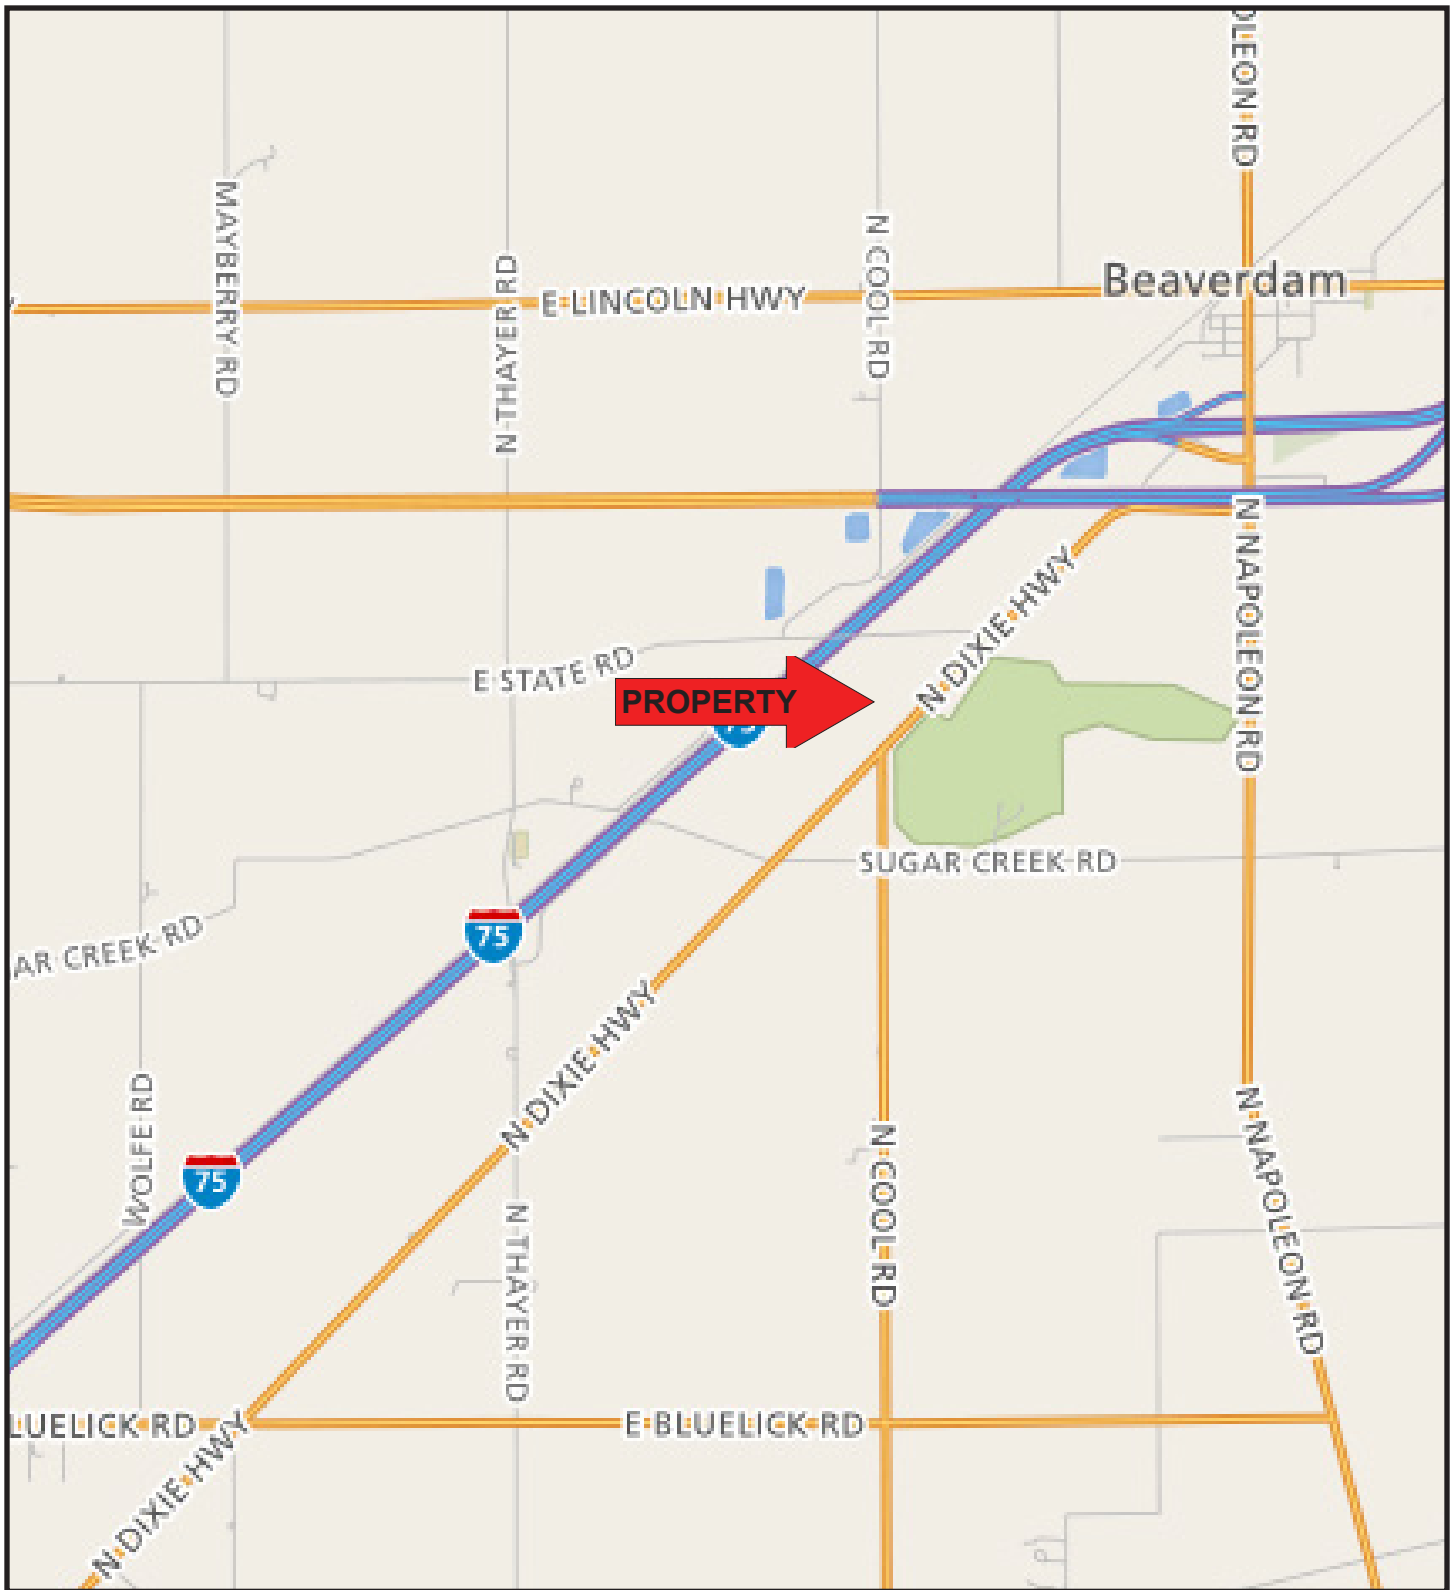 OLEON RD
MAYBERRY RD
N THAYER RD
N COOL RD
Beaverdam
E LINCOLN HWY
N NAPOLEON RD
N DIXIE HWY
E STATE RD
PROPERTY
SUGAR CREEK RD
75
AR CREEK RD
N DIXIE HWY
WOLFE RD
N NAPOLEON RD
N COOL RD
75
N THAYER RD
LUELICK RD
E BLUELICK RD
N DIXIE HWY